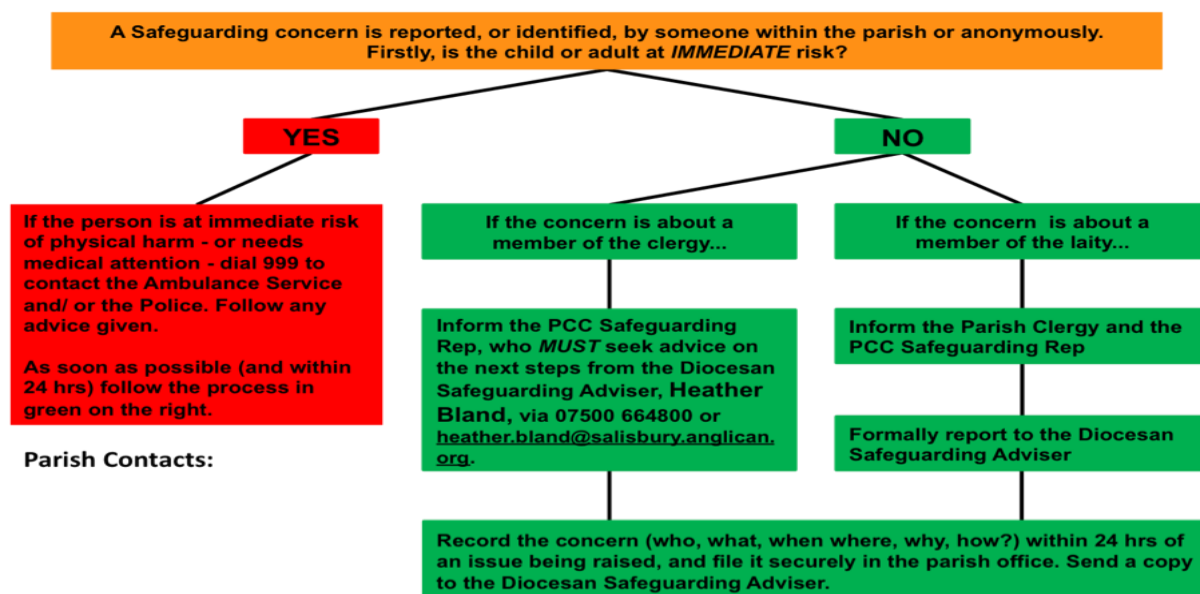 A Safeguarding concern is reported, or identified, by someone within the parish or anonymously.
Firstly, is the child or adult at IMMEDIATE risk?
YES
NO
If the person is at immediate risk
of physical harm - or needs
medical attention - dial 999 to
contact the Ambulance Service
and/ or the Police. Follow any
advice given.
As soon as possible (and within
24 hrs) follow the process in
green on the right.
Parish Contacts:
If the concern is about a
member of the clergy...
Inform the PCC Safeguarding
Rep, who MUST seek advice on
the next steps from the Diocesan
Safeguarding Adviser, Heather
Bland, via 07500 664800 or
heather.bland@salisbury.anglican.
org.
If the concern  is about a
member of the laity...
Inform the Parish Clergy and the
PCC Safeguarding Rep
Formally report to the Diocesan
Safeguarding Adviser
Record the concern (who, what, when where, why, how?) within 24 hrs of
an issue being raised, and file it securely in the parish office. Send a copy
to the Diocesan Safeguarding Adviser.